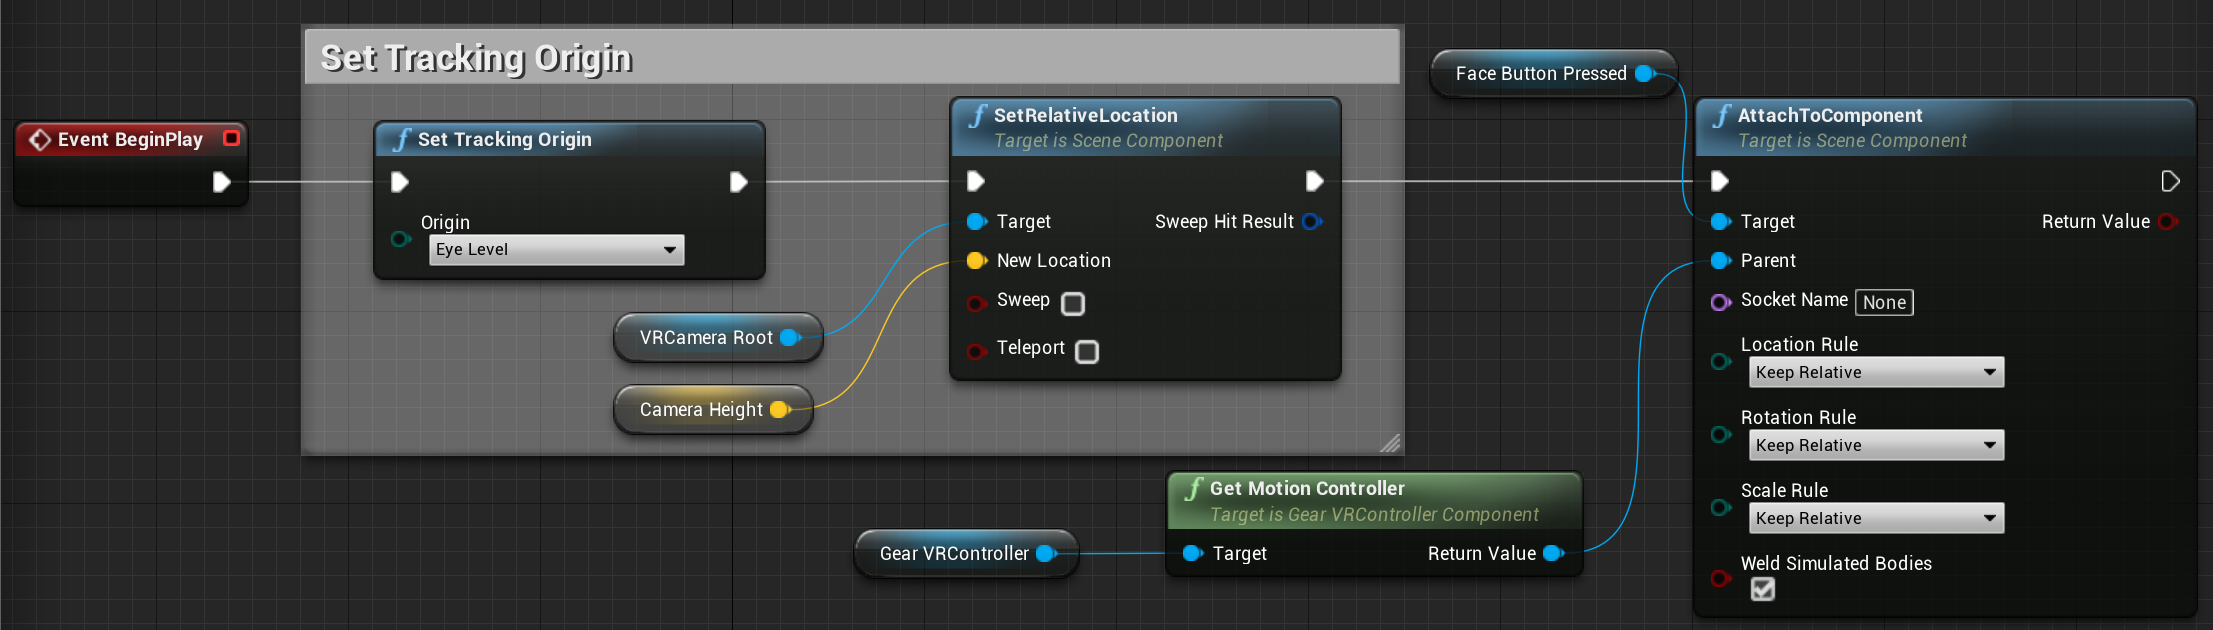 Set Tracking Origin
Event BeginPlay
Set Tracking Origin
Origin
Eye Level
VRCamera Root
Camera Height
SetRelativeLocation
Target is Scene Component
Target
Sweep Hit Result
New Location
Sweep
Teleport
Face Button Pressed
Gear VRController
Get Motion Controller
Target is Gear VRController Component
Target
Return Value
AttachToComponent
Target is Scene Component
Target
Return Value
Parent
Socket Name None
Location Rule
Keep Relative
Rotation Rule
Keep Relative
Scale Rule
Keep Relative
Weld Simulated Bodies